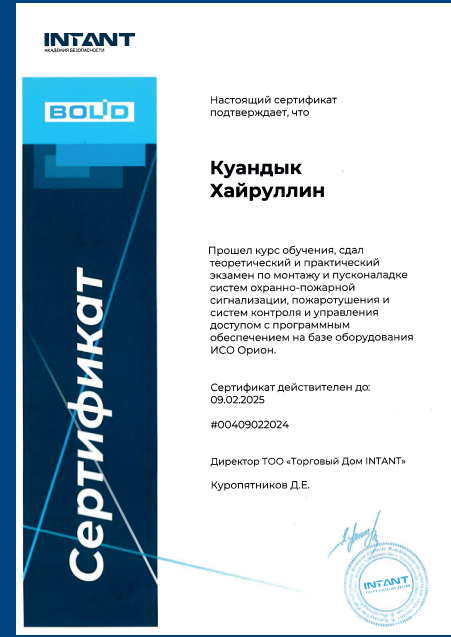 INTANT
АКАДЕМИЯ БЕЗОПАСНОСТИ
BOLID
Сертификат
Настоящий сертификат
подтверждает, что
Куандык
Хайруллин
Прошел курс обучения, сдал
теоретический и практический
экзамен по монтажу и пусконаладке
систем охранно-пожарной
сигнализации, пожаротушения и
систем контроля и управления
доступом с программным
обеспечением на базе оборудования
ИСО Орион.
Сертификат действителен до:
09.02.2025
#00409022024
Директор ТОО «Торговый Дом INTANT»
Куропятников Д.Е.
INTANT